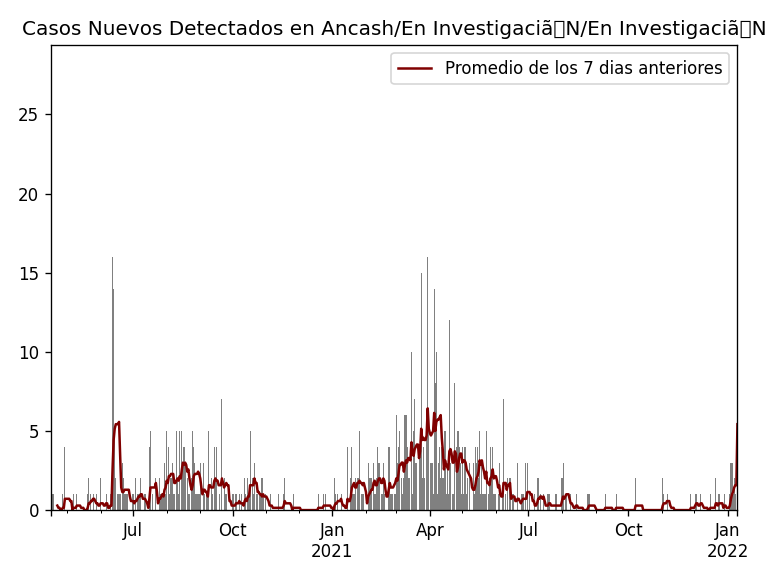 Casos Nuevos Detectados en Ancash/En Investigaciã▯N/En Investigaciã▯N
Promedio de los 7 dias anteriores
25
20
15
10
5
0
Jul Oct Jan Apr Jul Oct Jan
2021 2022